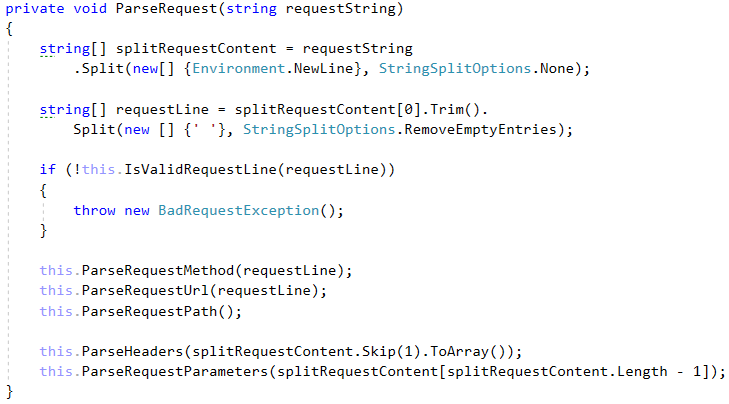 private void ParseRequest(string requestString)
{
    string[] splitRequestContent = requestString
        .Split(new[] {Environment.NewLine}, StringSplitOptions.None);

    string[] requestLine = splitRequestContent[0].Trim().
        Split(new [] {' '}, StringSplitOptions.RemoveEmptyEntries);

    if (!this.IsValidRequestLine(requestLine))
    {
        throw new BadRequestException();
    }

    this.ParseRequestMethod(requestLine);
    this.ParseRequestUrl(requestLine);
    this.ParseRequestPath();

    this.ParseHeaders(splitRequestContent.Skip(1).ToArray());
    this.ParseRequestParameters(splitRequestContent[splitRequestContent.Length - 1]);
}